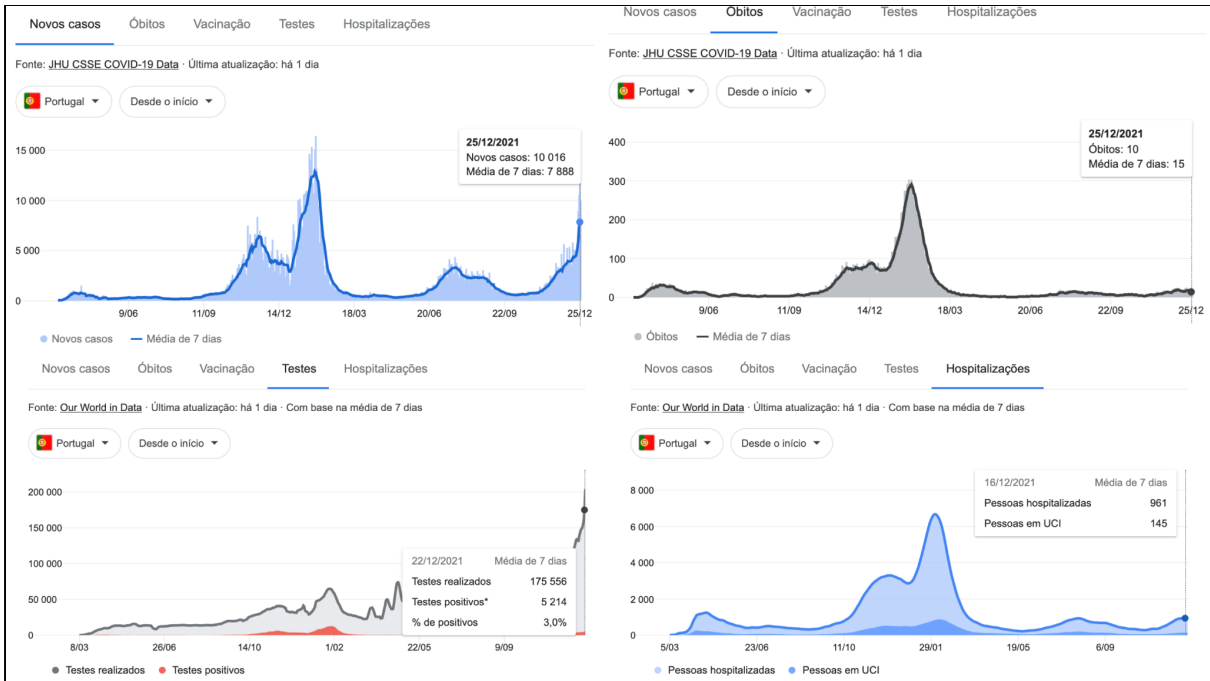 Novos casos Óbitos Vacinação Testes Hospitalizações
Fonte: JHU CSSE COVID-19 Data · Última atualização: há 1 dia
Portugal Desde o início
25/12/2021
Novos casos: 10 016
Média de 7 dias: 7 888
15 000
10 000
5 000
0
9/06 11/09 14/12 18/03 20/06 22/09 25/12
Novos casos Média de 7 dias
Novos casos Óbitos Vacinação Testes Hospitalizações
Fonte: JHU CSSE COVID-19 Data · Última atualização: há 1 dia
Portugal Desde o início
25/12/2021
Óbitos: 10
Média de 7 dias: 15
400
300
200
100
0
9/06 11/09 14/12 18/03 20/06 22/09 25/12
Óbitos Média de 7 dias
Novos casos Óbitos Vacinação Testes Hospitalizações
Fonte: Our World in Data · Última atualização: há 1 dia · Com base na média de 7 dias
Portugal Desde o início
200 000
150 000
100 000
50 000
0
22/12/2021 Média de 7 dias
Testes realizados 175 556
Testes positivos* 5 214
% de positivos 3,0%
8/03 26/06 14/10 1/02 22/05 9/09
Testes realizados Testes positivos
Novos casos Óbitos Vacinação Testes Hospitalizações
Fonte: Our World in Data · Última atualização: há 1 dia · Com base na média de 7 dias
Portugal Desde o início
16/12/2021 Média de 7 dias
Pessoas hospitalizadas 961
Pessoas em UCI 145
8 000
6 000
4 000
2 000
0
5/03 23/06 11/10 29/01 19/05 6/09
Pessoas hospitalizadas Pessoas em UCI